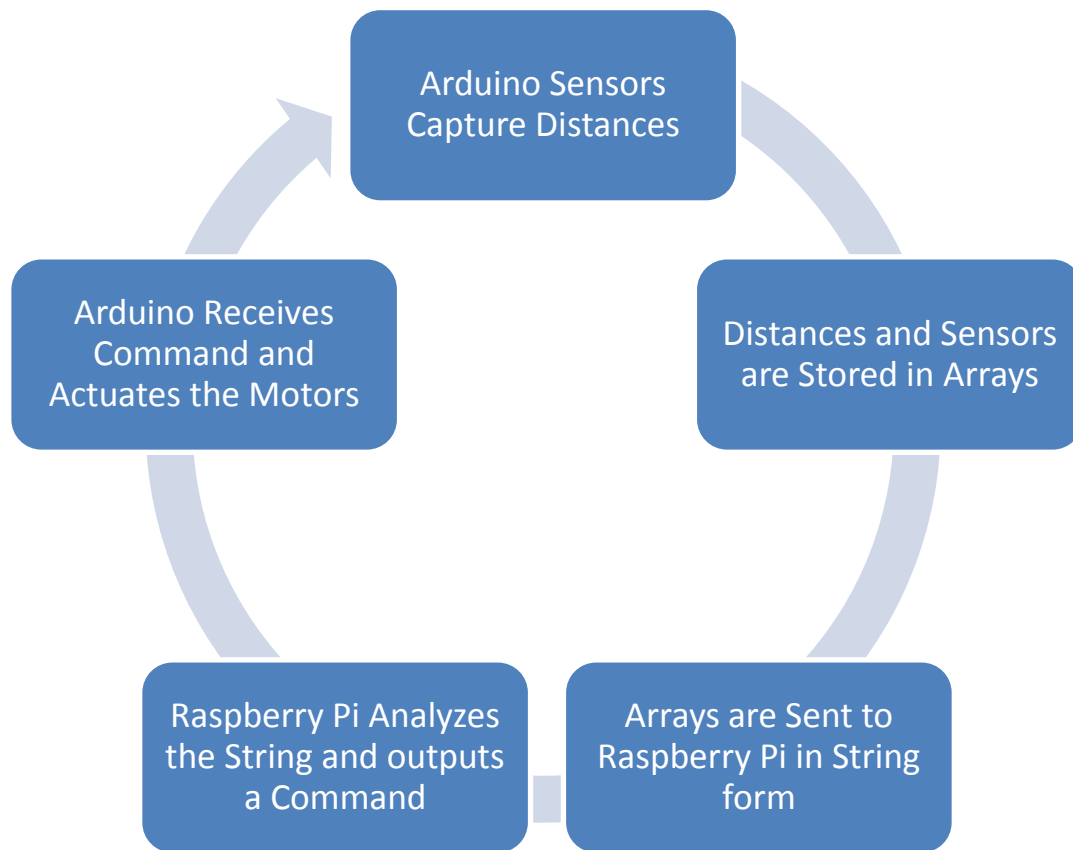 Arduino Sensors
Capture Distances
Distances and Sensors
are Stored in Arrays
Arrays are Sent to
Raspberry Pi in String
form
Raspberry Pi Analyzes
the String and outputs
a Command
Arduino Receives
Command and
Actuates the Motors